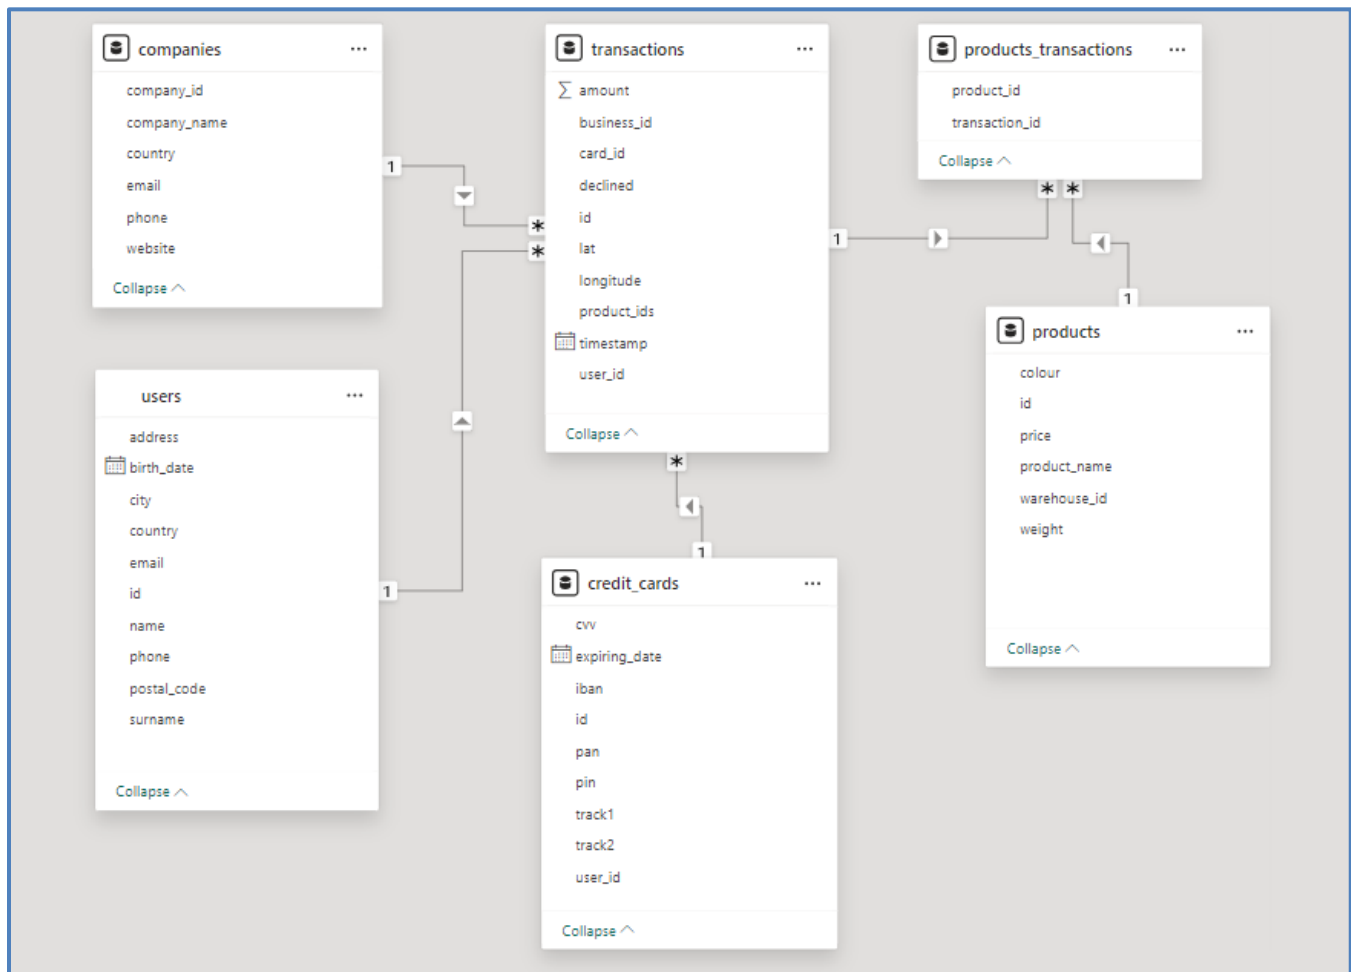 companies
company_id
company_name
country
email
phone
website
Collapse
1
*
*
transactions
amount
business_id
card_id
declined
id
lat
longitude
product_ids
timestamp
user_id
Collapse
1
*
1
products_transactions
product_id
transaction_id
Collapse
* *
1
products
colour
id
price
product_name
warehouse_id
weight
Collapse
users
address
birth_date
city
country
email
id
name
phone
postal_code
surname
Collapse
1
credit_cards
cvv
expiring_date
iban
id
pan
pin
track1
track2
user_id
Collapse